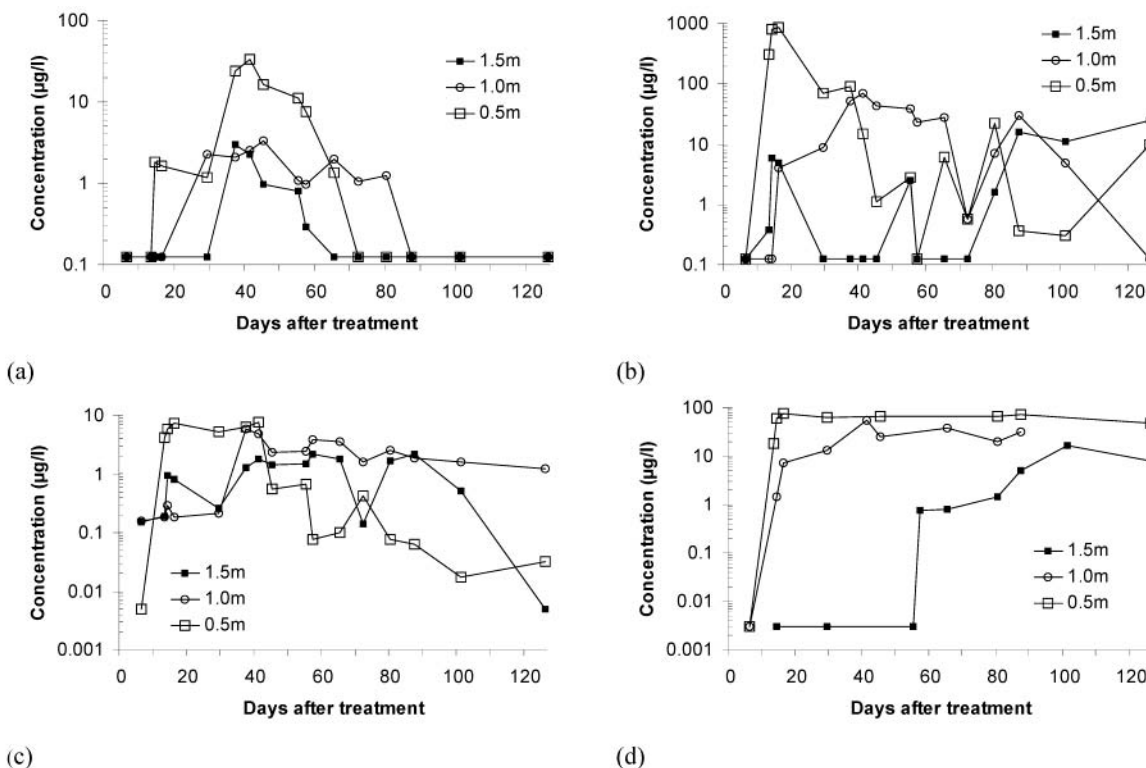 100
10
1
0.1
Concentration (µg/l)
1.5m
1.0m
0.5m
0 20 40 60 80 100 120
Days after treatment
(a)
1000
100
10
1
0.1
Concentration (µg/l)
1.5m
1.0m
0.5m
0 20 40 60 80 100 120
Days after treatment
(b)
10
1
0.1
0.01
0.001
Concentration (µg/l)
1.5m
1.0m
0.5m
0 20 40 60 80 100 120
Days after treatment
(c)
100
10
1
0.1
0.01
0.001
Concentration (µg/l)
1.5m
1.0m
0.5m
0 20 40 60 80 100 120
Days after treatment
(d)